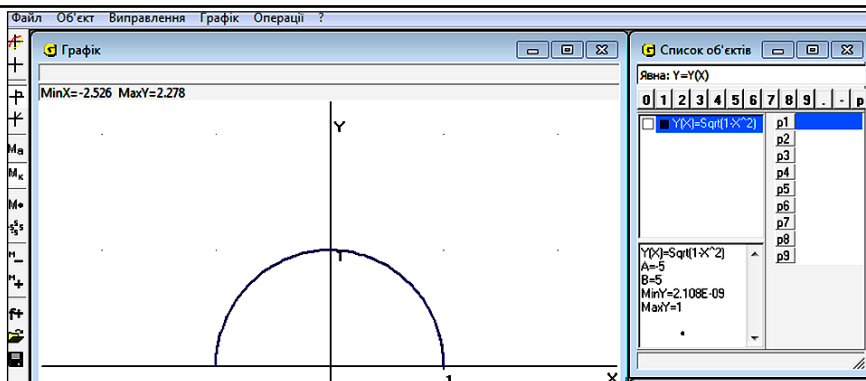 Файл Об'єкт Виправлення Графік Операції ?
Графік
MinX=-2.526 MaxY=2.278
Y
1
1
X
Ma
Mк
M
M
M
f+
Список об'єктів
Явна: Y=Y(X)
0 1 2 3 4 5 6 7 8 9 . - p
Y(X)=Sqrt(1-X^2)
p1
p2
p3
p4
p5
p6
p7
p8
p9
Y(X)=Sqrt(1-X^2)
A=-5
B=5
MinY=2.108E-09
MaxY=1